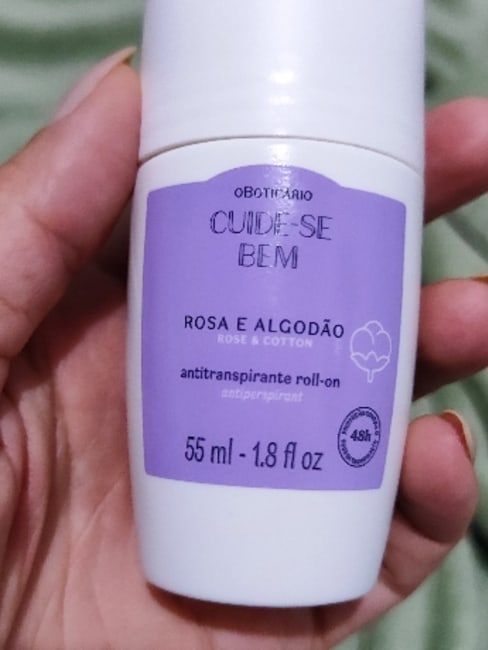 OBOTICÁRIO
CUIDE-SE
BEM
ROSA E ALGODÃO
ROSE & COTTON
antitranspirante roll-on
antiperspirant
48h
55 ml - 1.8 fl oz